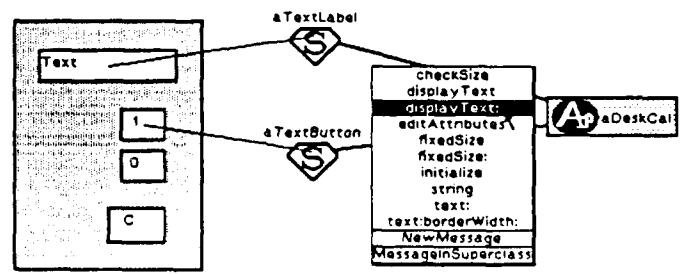 aTextLabel
S
Text
1
0
C
aTextButton
S
checkSize
displayText
displayText:
editAttributes
fixedSize
fixedSize:
initialize
string
text:
text:borderWidth:
NewMessage
MessageInSuperclass
Ap
aDeskCal